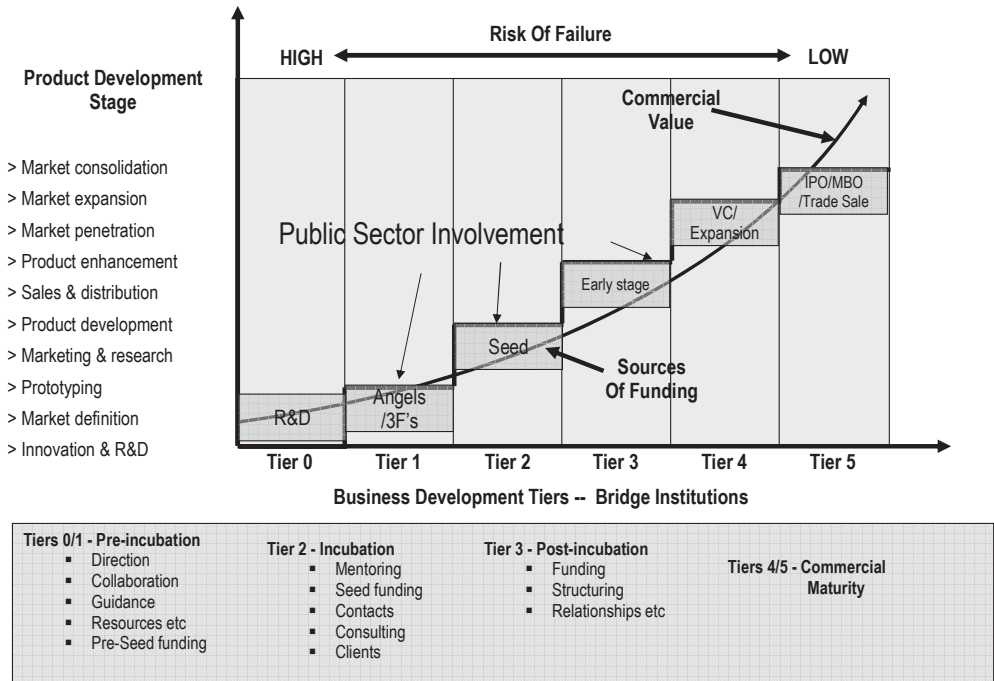 Risk Of Failure
HIGH
LOW
Product Development
Stage
Commercial
Value
> Market consolidation
> Market expansion
> Market penetration
> Product enhancement
> Sales & distribution
> Product development
> Marketing & research
> Prototyping
> Market definition
> Innovation & R&D
Public Sector Involvement
IPO/MBO
/Trade Sale
VC/
Expansion
Early stage
Seed
Sources
Of Funding
Angels
/3F's
R&D
Tier 0
Tier 1
Tier 2
Tier 3
Tier 4
Tier 5
Business Development Tiers -- Bridge Institutions
Tiers 0/1 - Pre-incubation
▪ Direction
▪ Collaboration
▪ Guidance
▪ Resources etc
▪ Pre-Seed funding
Tier 2 - Incubation
▪ Mentoring
▪ Seed funding
▪ Contacts
▪ Consulting
▪ Clients
Tier 3 - Post-incubation
▪ Funding
▪ Structuring
▪ Relationships etc
Tiers 4/5 - Commercial
Maturity